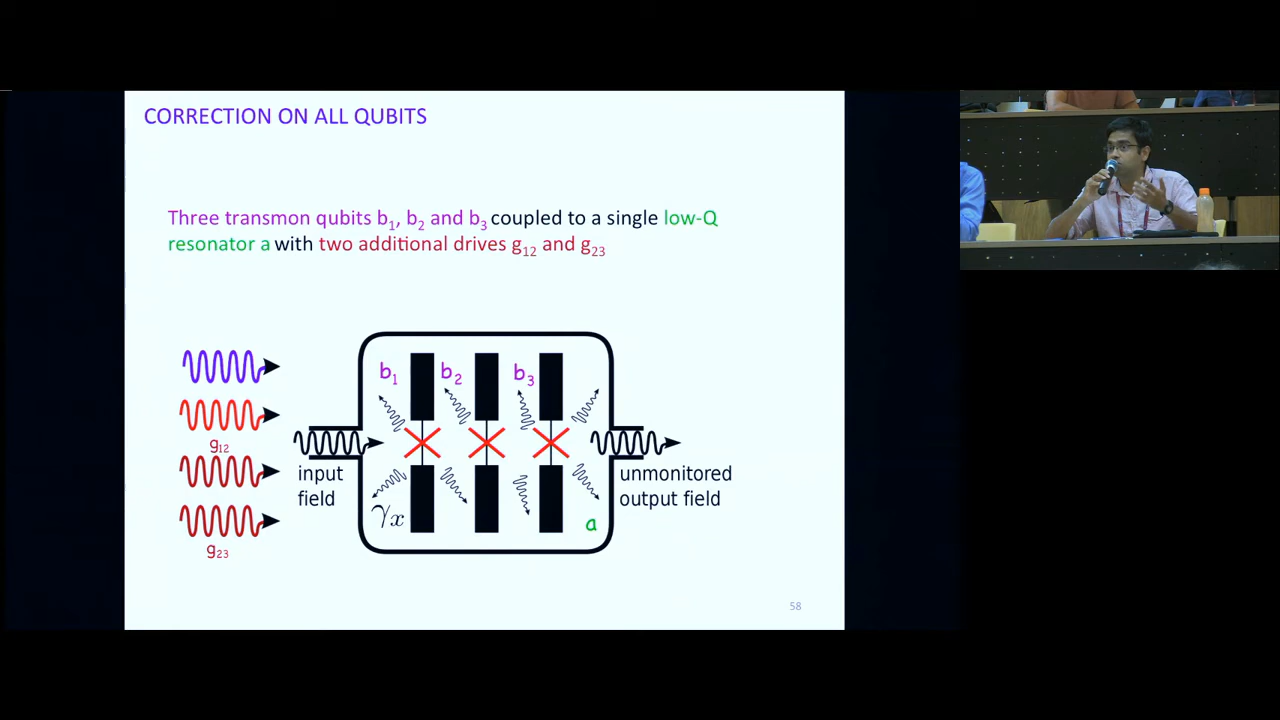 CORRECTION ON ALL QUBITS
Three transmon qubits b1, b2 and b3 coupled to a single low-Q
resonator a with two additional drives g12 and g23
b1
b2
b3
g12
input
field
unmonitored
output field
γx
a
g23
58